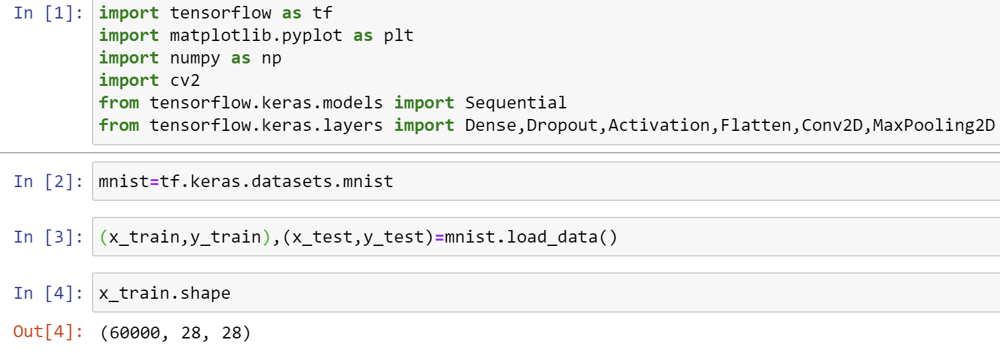 In [1]: import tensorflow as tf
import matplotlib.pyplot as plt
import numpy as np
import cv2
from tensorflow.keras.models import Sequential
from tensorflow.keras.layers import Dense,Dropout,Activation,Flatten,Conv2D,MaxPooling2D
In [2]: mnist=tf.keras.datasets.mnist
In [3]: (x_train,y_train),(x_test,y_test)=mnist.load_data()
In [4]: x_train.shape
Out[4]: (60000, 28, 28)